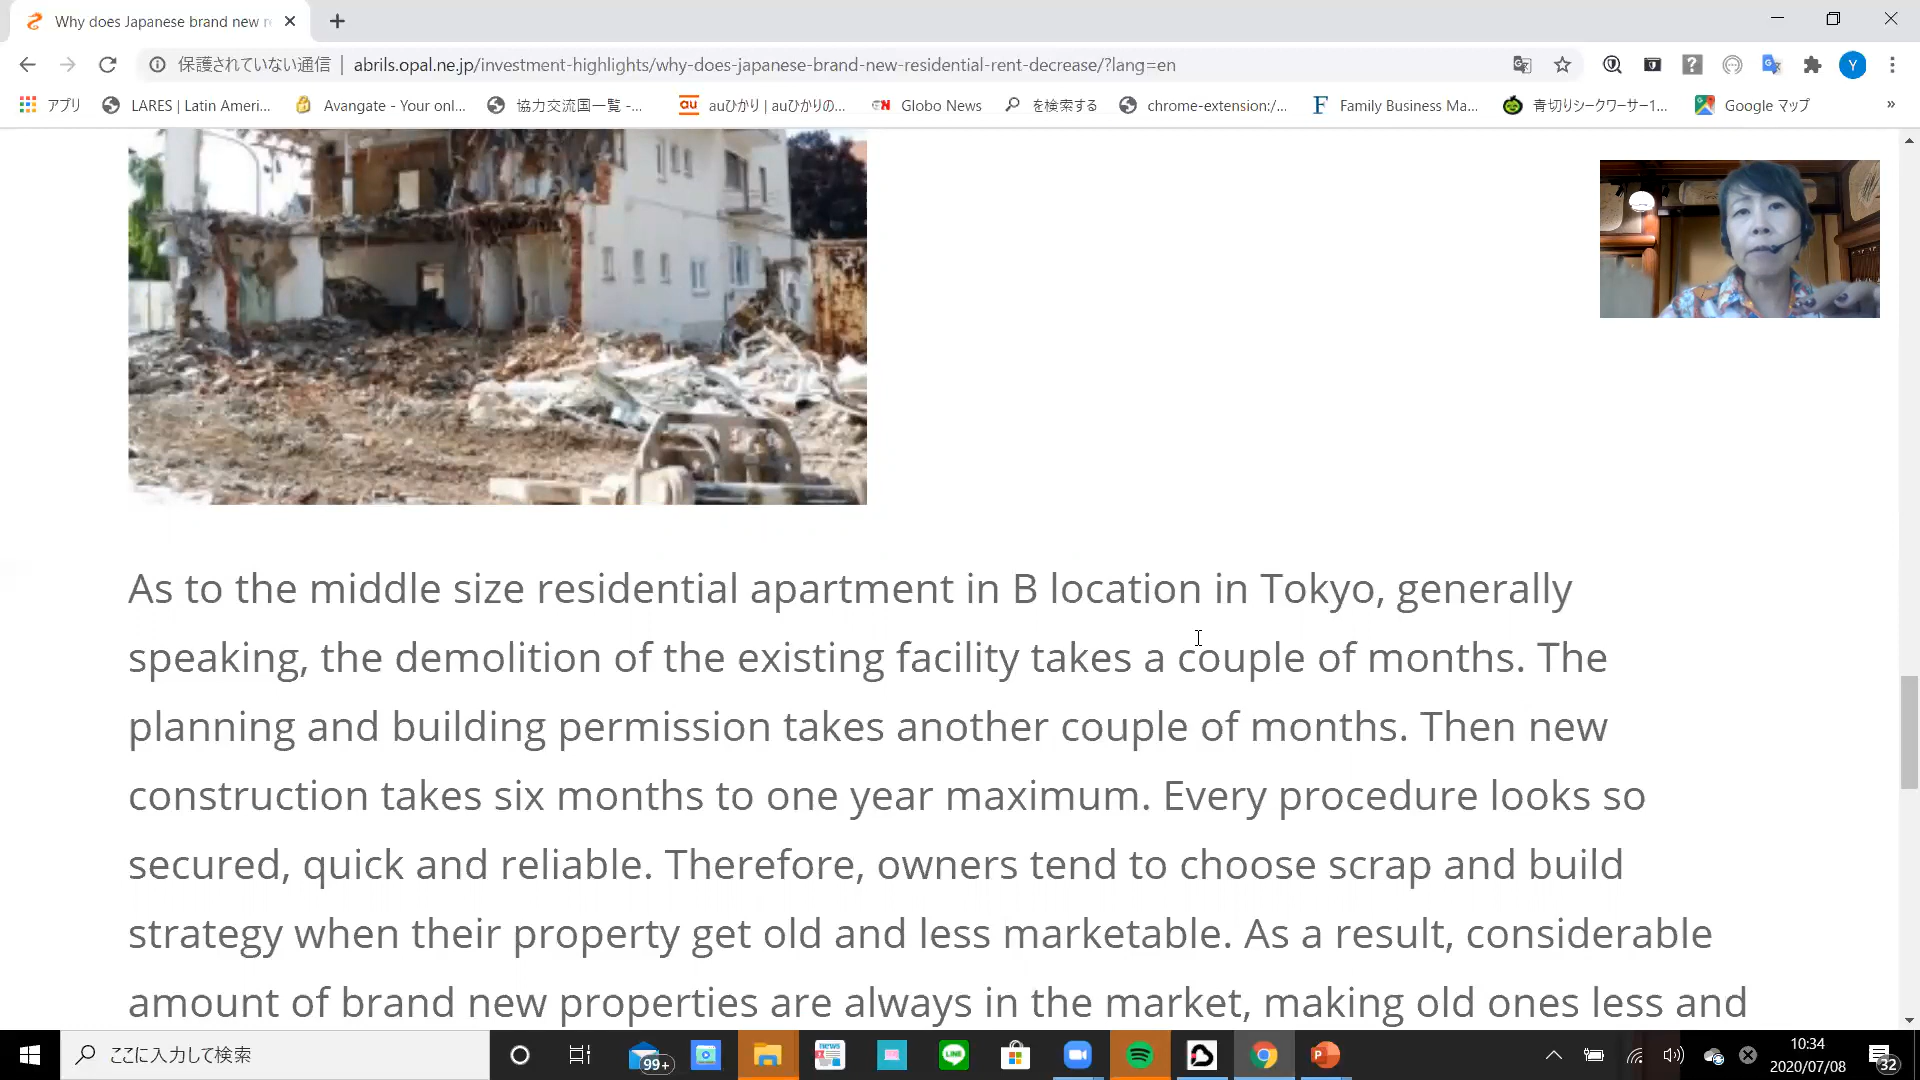 Why does Japanese brand new r
保護されていない通信 | abrils.opal.ne.jp/investment-highlights/why-does-japanese-brand-new-residential-rent-decrease/?lang=en
Y
アプリ LARES | Latin Ameri... Avangate - Your onl... 協力交流国一覧 -... au auひかり | auひかりの... Globo News を検索する chrome-extension:/... F Family Business Ma... 青切りシークワーサー1... Google マップ »
As to the middle size residential apartment in B location in Tokyo, generally
speaking, the demolition of the existing facility takes a couple of months. The
planning and building permission takes another couple of months. Then new
construction takes six months to one year maximum. Every procedure looks so
secured, quick and reliable. Therefore, owners tend to choose scrap and build
strategy when their property get old and less marketable. As a result, considerable
amount of brand new properties are always in the market, making old ones less and
ここに入力して検索
99+
news
LINE
P
10:34
2020/07/08
32